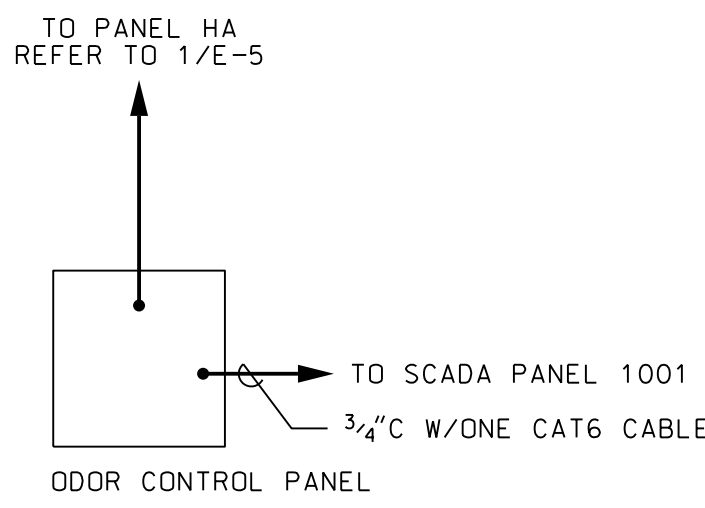 TO PANEL HA
REFER TO 1/E-5
TO SCADA PANEL 1001
3/4"C W/ONE CAT6 CABLE
ODOR CONTROL PANEL